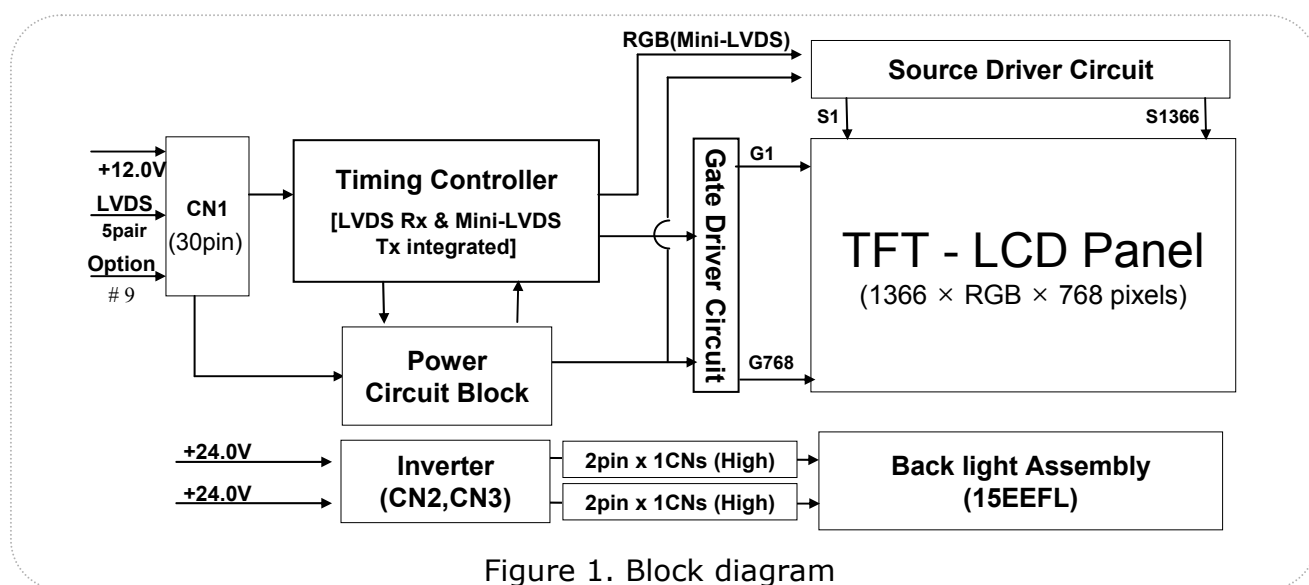 RGB(Mini-LVDS)
Source Driver Circuit
S1
S1366
+12.0V
LVDS
5pair
Option
# 9
CN1
(30pin)
Timing Controller
[LVDS Rx & Mini-LVDS
Tx integrated]
Power
Circuit Block
Gate Driver Circuit
G1
G768
TFT - LCD Panel
(1366 × RGB × 768 pixels)
+24.0V
+24.0V
Inverter
(CN2,CN3)
2pin x 1CNs (High)
2pin x 1CNs (High)
Back light Assembly
(15EEFL)
Figure 1. Block diagram